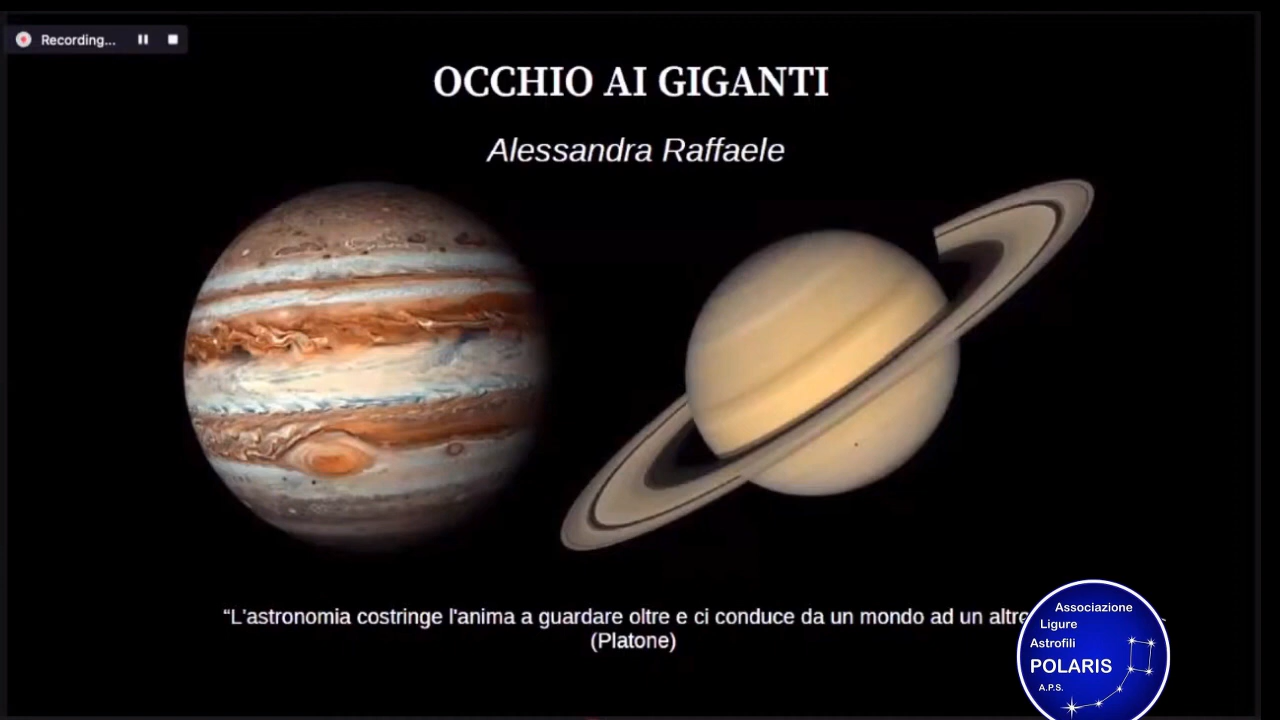 Recording...
OCCHIO AI GIGANTI
Alessandra Raffaele
“L'astronomia costringe l'anima a guardare oltre e ci conduce da un mondo ad un altro
(Platone)
Associazione
Ligure
Astrofili
POLARIS
A.P.S.